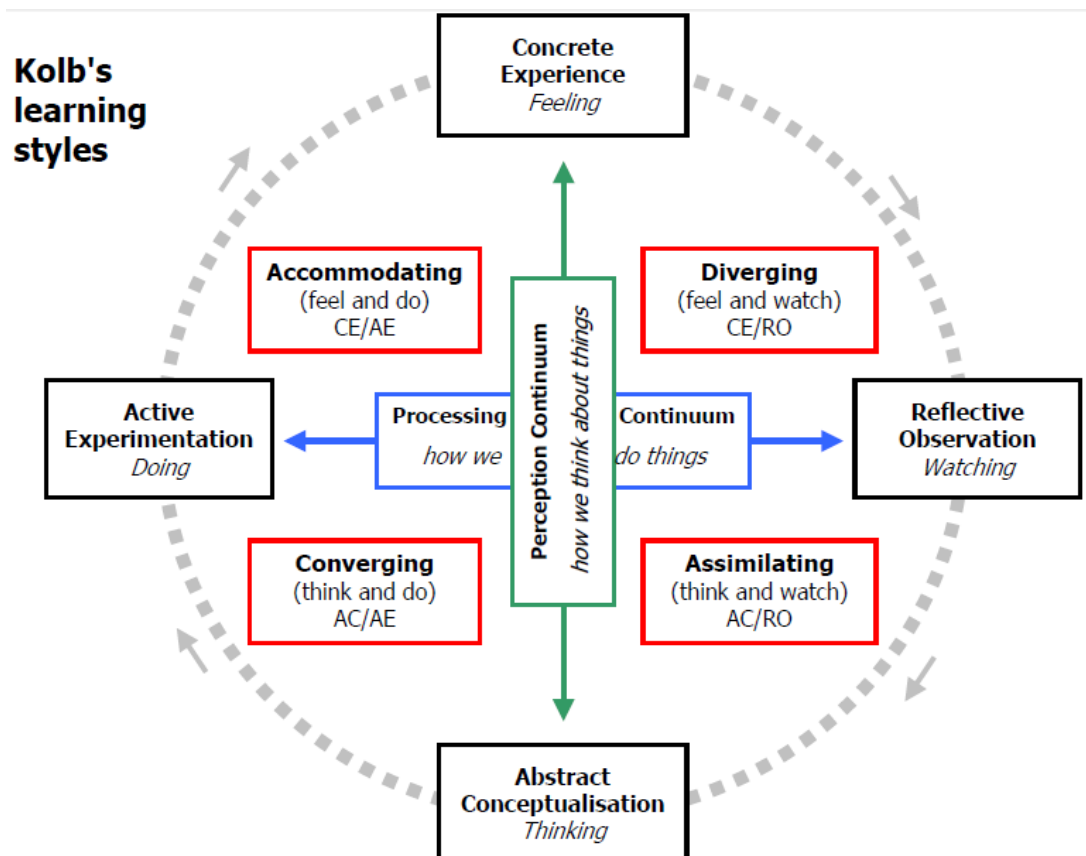 Kolb's
learning
styles
Concrete
Experience
Feeling
Accommodating
(feel and do)
CE/AE
Diverging
(feel and watch)
CE/RO
Active
Experimentation
Doing
Processing Continuum
how we do things
Perception Continuum
how we think about things
Reflective
Observation
Watching
Converging
(think and do)
AC/AE
Assimilating
(think and watch)
AC/RO
Abstract
Conceptualisation
Thinking